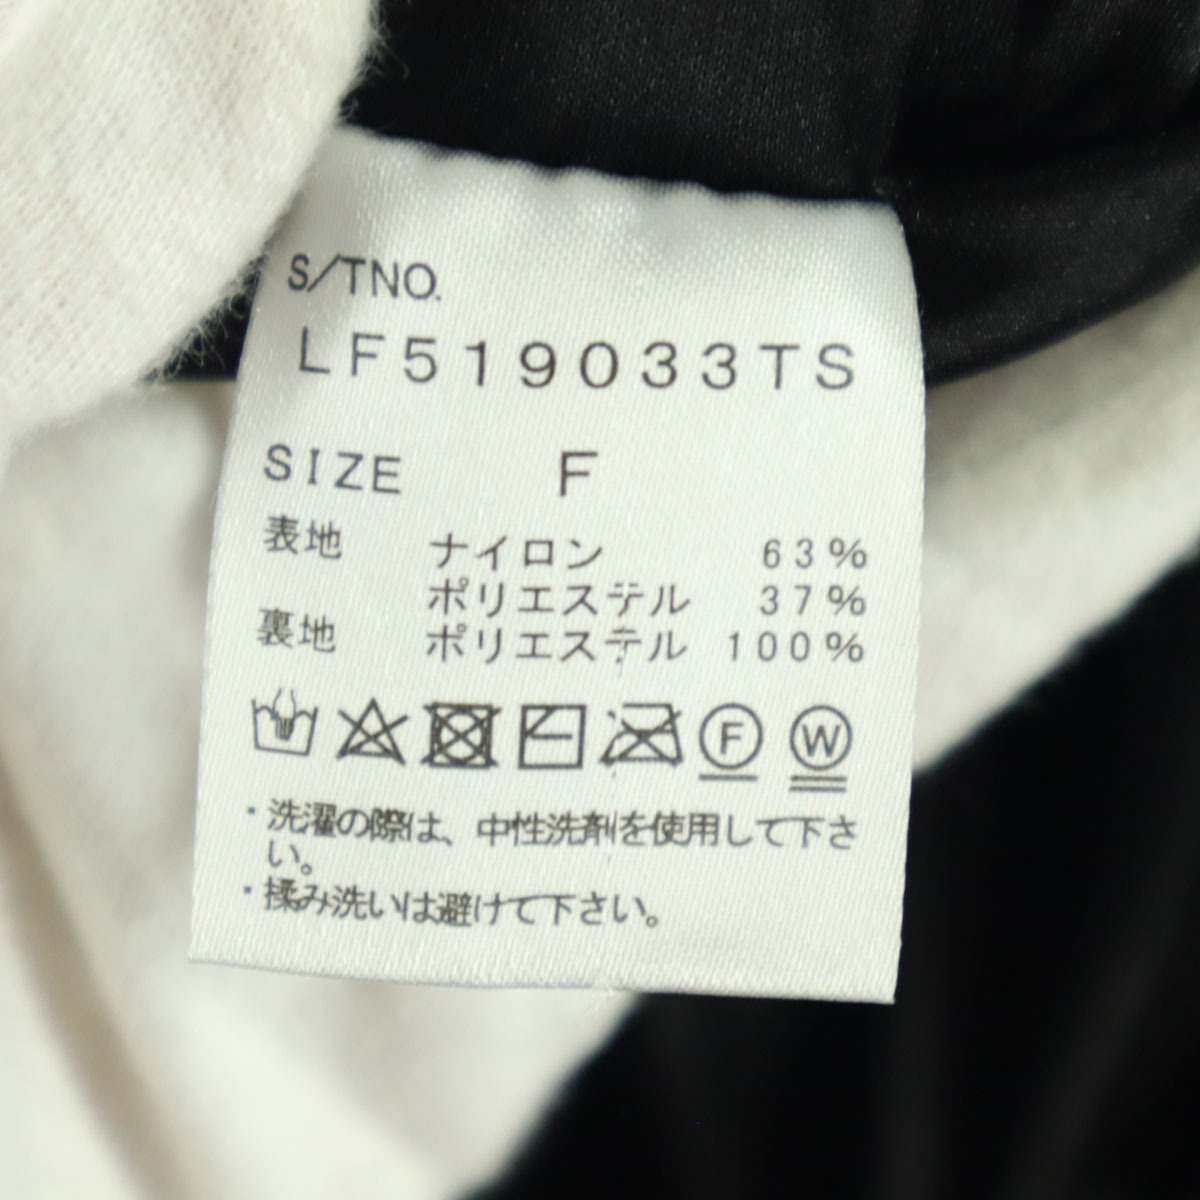 S/TNO.
LF519033TS
SIZE F
表地 ナイロン 63%
ポリエステル 37%
裏地 ポリエステル 100%
F W
・洗濯の際は、中性洗剤を使用して下さ
い。
・揉み洗いは避けて下さい。